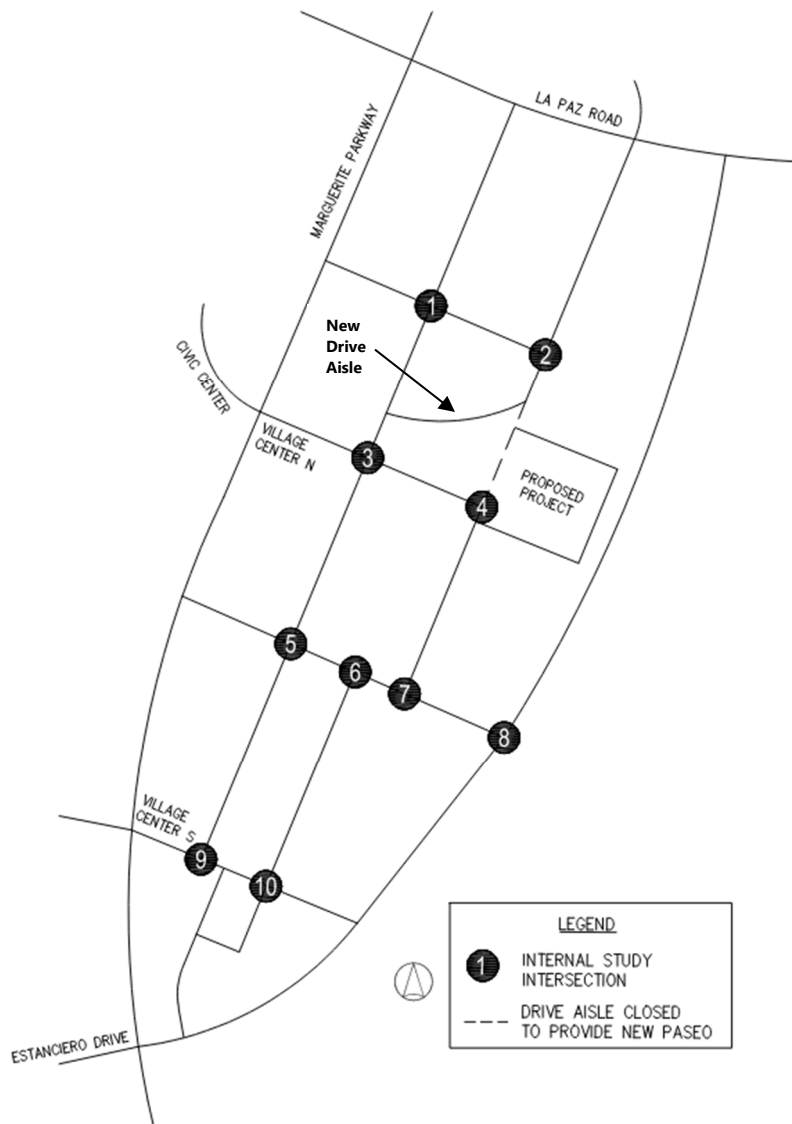 LA PAZ ROAD
MARGUERITE PARKWAY
1
New
Drive
Aisle
2
CIVIC CENTER
VILLAGE
CENTER N
3
PROPOSED
PROJECT
4
5
6
7
8
VILLAGE
CENTER S
9
10
LEGEND
1
INTERNAL STUDY
INTERSECTION
DRIVE AISLE CLOSED
TO PROVIDE NEW PASEO
ESTANCIERO DRIVE